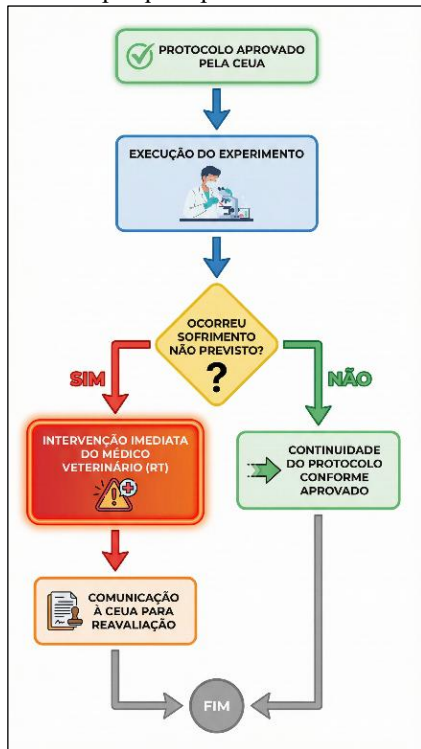 PROTOCOLO APROVADO
PELA CEUA
EXECUÇÃO DO EXPERIMENTO
OCORREU
SOFRIMENTO
NÃO PREVISTO?
?
SIM
NÃO
INTERVENÇÃO IMEDIATA
DO MÉDICO
VETERINÁRIO (RT)
CONTINUIDADE
DO PROTOCOLO
CONFORME
APROVADO
COMUNICAÇÃO
À CEUA PARA
REAVALIAÇÃO
FIM